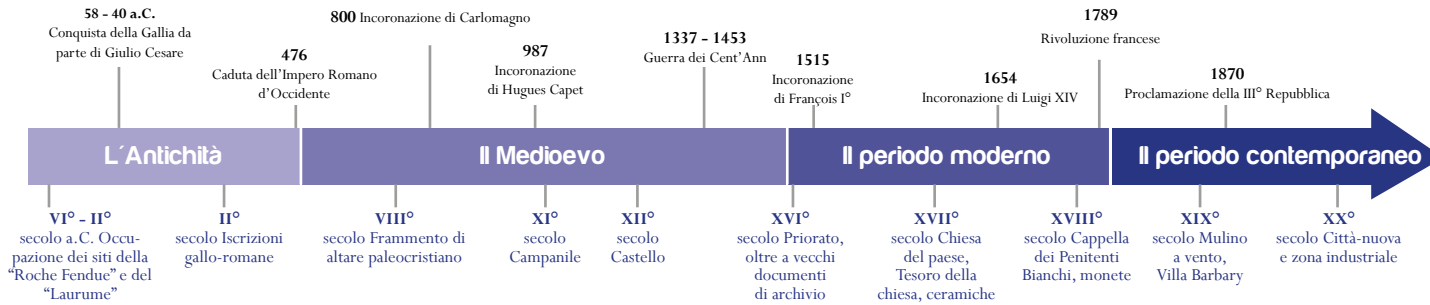 58 - 40 a.C.
Conquista della Gallia da
parte di Giulio Cesare
476
Caduta dell'Impero Romano
d'Occidente
800 Incoronazione di Carlomagno
987
Incoronazione
di Hugues Capet
1337 - 1453
Guerra dei Cent'Ann
1515
Incoronazione
di François I°
1654
Incoronazione di Luigi XIV
1789
Rivoluzione francese
1870
Proclamazione della III° Repubblica
L´Antichità
Il Medioevo
Il periodo moderno
Il periodo contemporaneo
VI° - II°
secolo a.C. Occu-
pazione dei siti della
“Roche Fendue” e del
“Laurume”
II°
secolo Iscrizioni
gallo-romane
VIII°
secolo Frammento di
altare paleocristiano
XI°
secolo
Campanile
XII°
secolo
Castello
XVI°
secolo Priorato,
oltre a vecchi
documenti
di archivio
XVII°
secolo Chiesa
del paese,
Tesoro della
chiesa, ceramiche
XVIII°
secolo Cappella
dei Penitenti
Bianchi, monete
XIX°
secolo Mulino
a vento,
Villa Barbary
XX°
secolo Città-nuova
e zona industriale